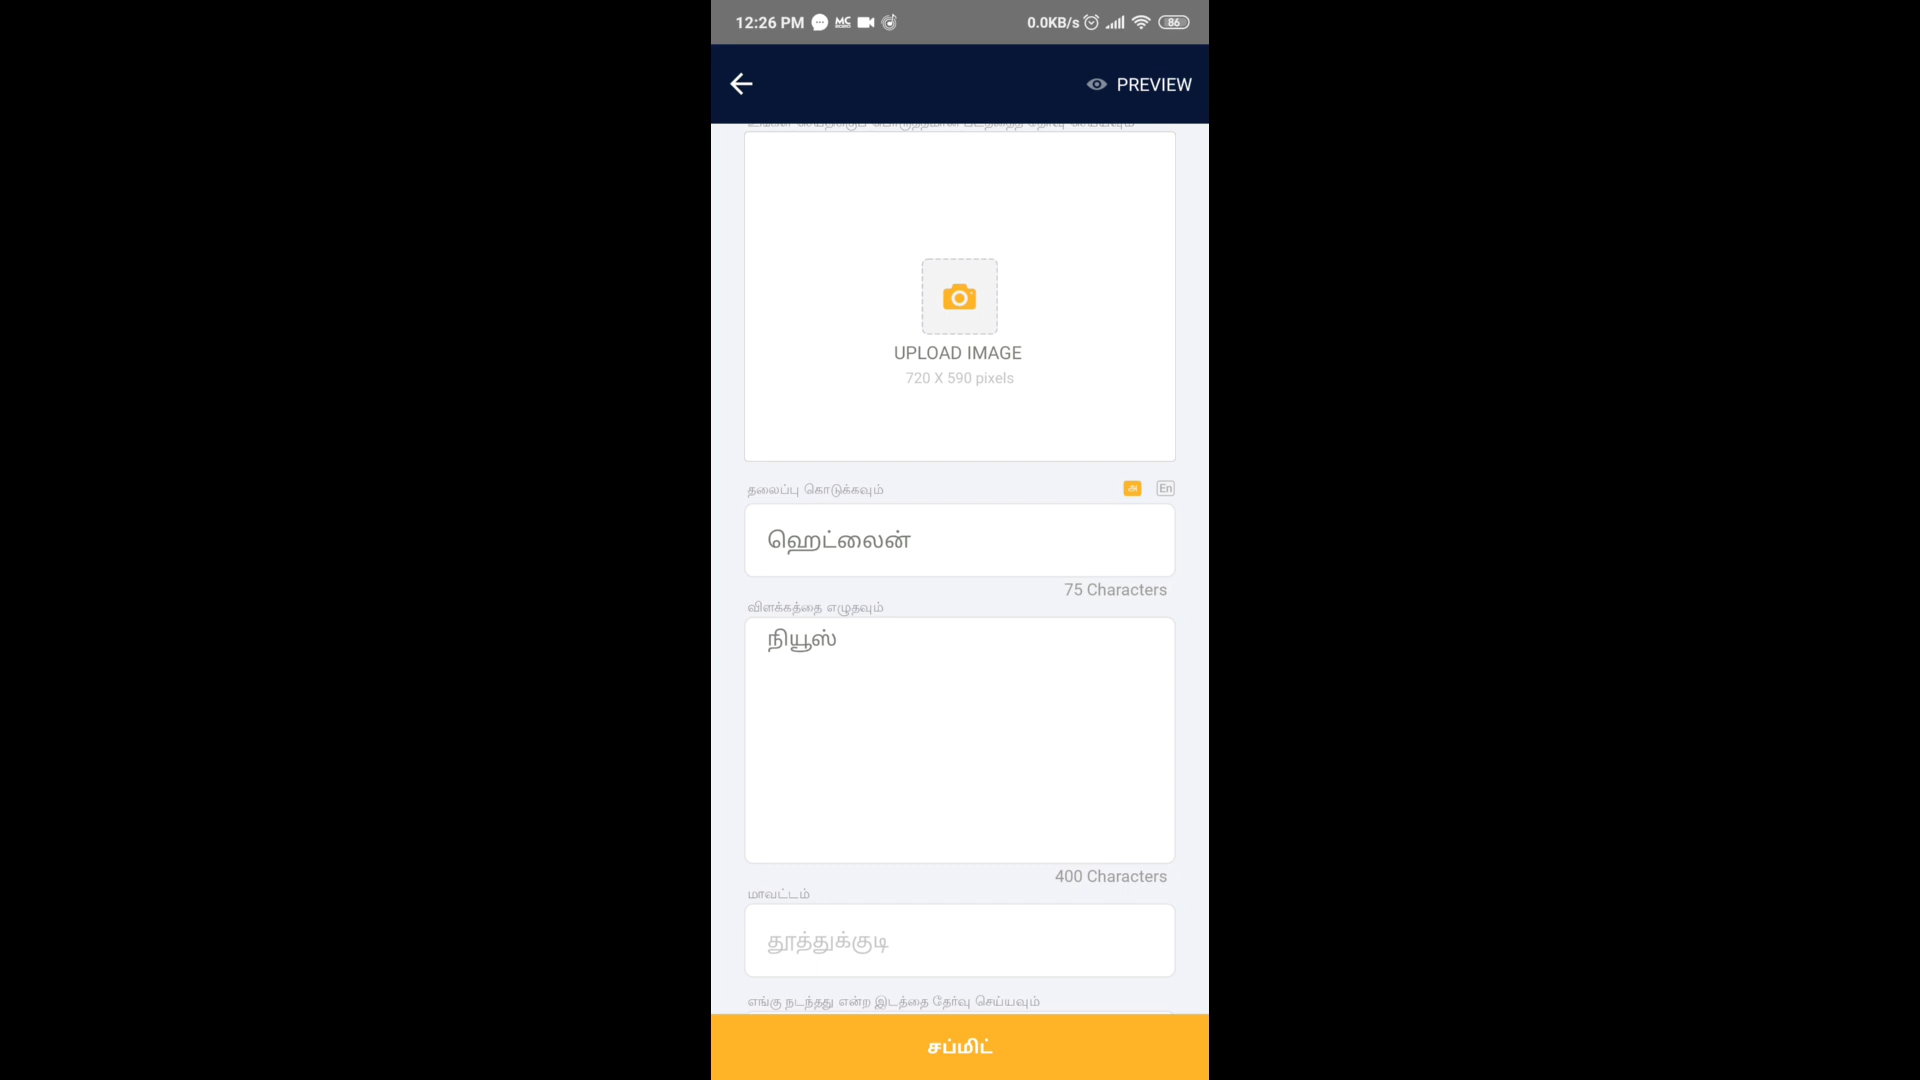 12:26 PM
0.0KB/s
86
PREVIEW
UPLOAD IMAGE
720 X 590 pixels
தலைப்பு கொடுக்கவும்
அ En
ஹெட்லைன்
75 Characters
விளக்கத்தை எழுதவும்
நியூஸ்
400 Characters
மாவட்டம்
தூத்துக்குடி
எங்கு நடந்தது என்ற இடத்தை தேர்வு செய்யவும்
சப்மிட்